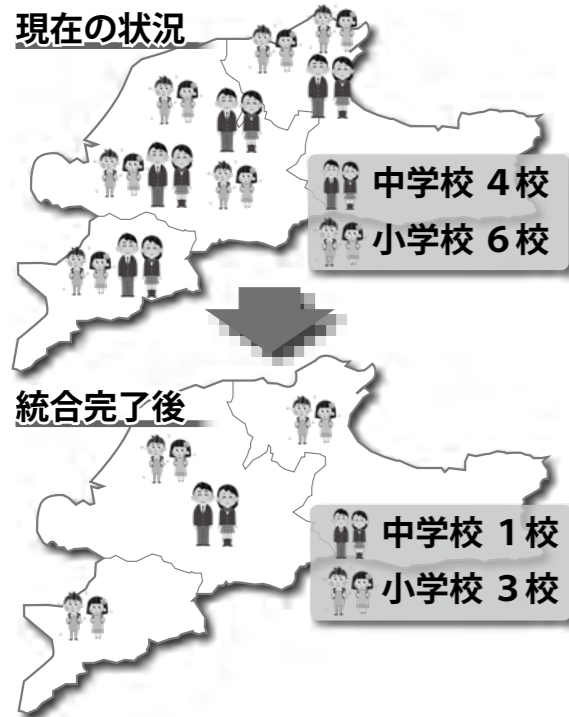 現在の状況
中学校 4校
小学校 6校
統合完了後
中学校 1校
小学校 3校